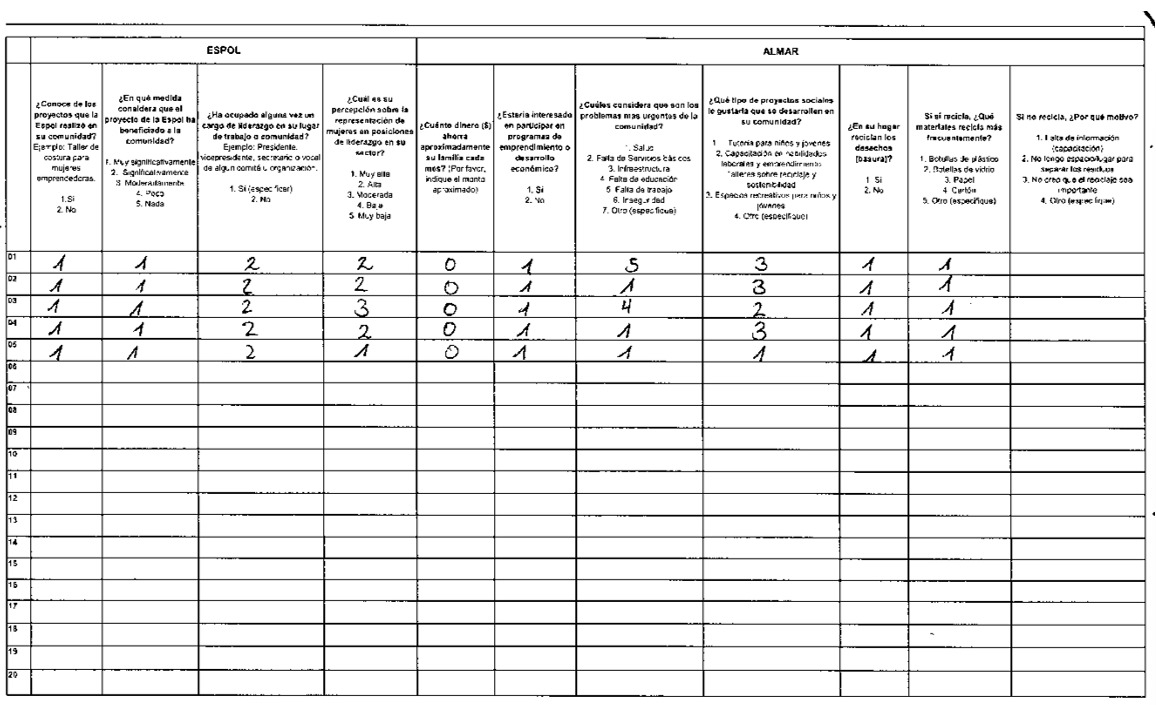 ESPOL ALMAR
¿Conoce de los proyectos que la Espol realizó en su comunidad? Ejemplo: Taller de costura para mujeres emprendedoras. 1. Sí 2. No
¿En qué medida considera que el proyecto de la Espol ha beneficiado a la comunidad? 1. Muy significativamente 2. Significativamente 3. Moderadamente 4. Poco 5. Nada
¿Ha ocupado alguna vez un cargo de liderazgo en su lugar de trabajo o comunidad? Ejemplo: Presidente, vicepresidente, secretario o vocal de algun comité u organización. 1. Sí (especificar) 2. No
¿Cuál es su percepción sobre la representación de mujeres en posiciones de liderazgo en su sector? 1. Muy alta 2. Alta 3. Moderada 4. Baja 5. Muy baja
¿Cuánto dinero ($) ahorra aproximadamente su familia cada mes? (Por favor, indique el monto aproximado)
¿Estaría interesado en participar en programas de emprendimiento o desarrollo económico? 1. Sí 2. No
¿Cuáles considera que son los problemas mas urgentes de la comunidad? 1. Salud 2. Falta de Servicios básicos 3. Infraestructura 4. Falta de educación 5. Falta de trabajo 6. Inseguridad 7. Otro (especifique)
¿Qué tipo de proyectos sociales le gustaría que se desarrollen en su comunidad? 1. Tutoría para niños y jóvenes 2. Capacitación en habilidades laborales y emprendimiento Talleres sobre reciclaje y sostenibilidad 3. Espacios recreativos para niños y jóvenes 4. Otro (especifique)
¿En su hogar reciclan los desechos (basura)? 1. Sí 2. No
Si si recicla, ¿Qué materiales recicla más frecuentemente? 1. Botellas de plástico 2. Botellas de vidrio 3. Papel 4. Cartón 5. Otro (especifique)
Si no recicla, ¿Por qué motivo? 1. Falta de información (capacitación) 2. No tengo espacio/lugar para separar los residuos 3. No creo que el reciclaje sea importante 4. Otro (especifique)
01 1 1 2 2 0 1 5 3 1 1
02 1 1 2 2 0 1 1 3 1 1
03 1 1 2 3 0 1 4 2 1 1
04 1 1 2 2 0 1 1 3 1 1
05 1 1 2 1 0 1 1 1 1 1
06
07
08
09
10
11
12
13
14
15
16
17
18
19
20